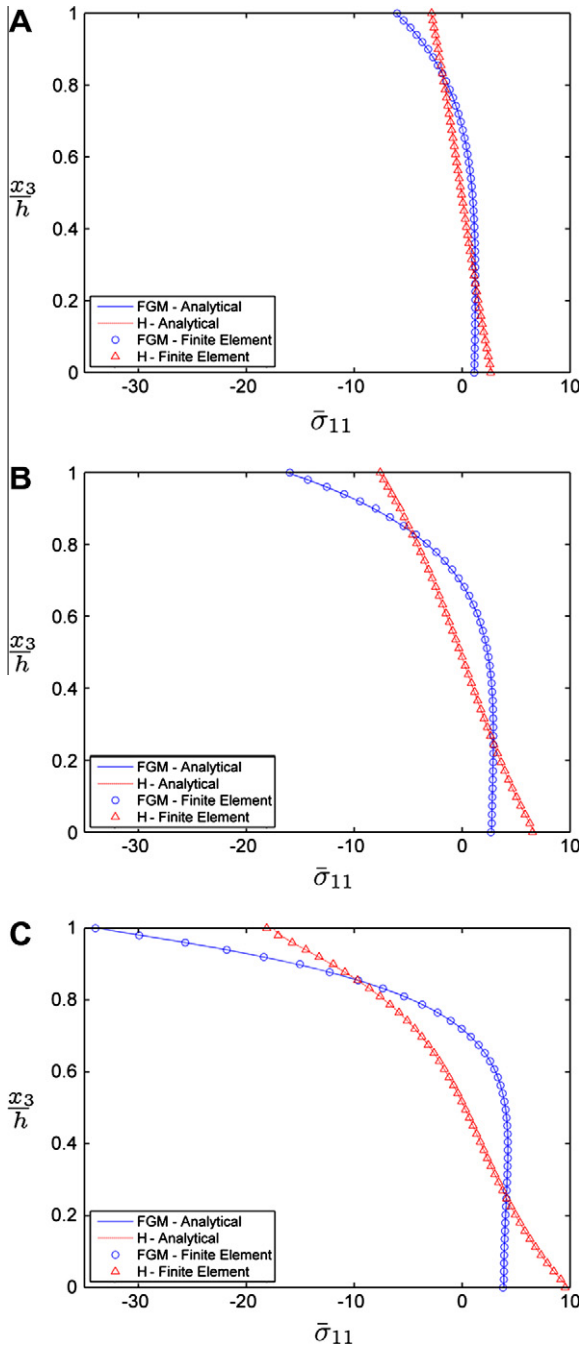 A
1
0.8
0.6
x3
h
0.4
0.2
0
FGM - Analytical
H - Analytical
FGM - Finite Element
H - Finite Element
-30 -20 -10 0 10
σ̄11
B
1
0.8
0.6
x3
h
0.4
0.2
0
FGM - Analytical
H - Analytical
FGM - Finite Element
H - Finite Element
-30 -20 -10 0 10
σ̄11
C
1
0.8
0.6
x3
h
0.4
0.2
0
FGM - Analytical
H - Analytical
FGM - Finite Element
H - Finite Element
-30 -20 -10 0 10
σ̄11